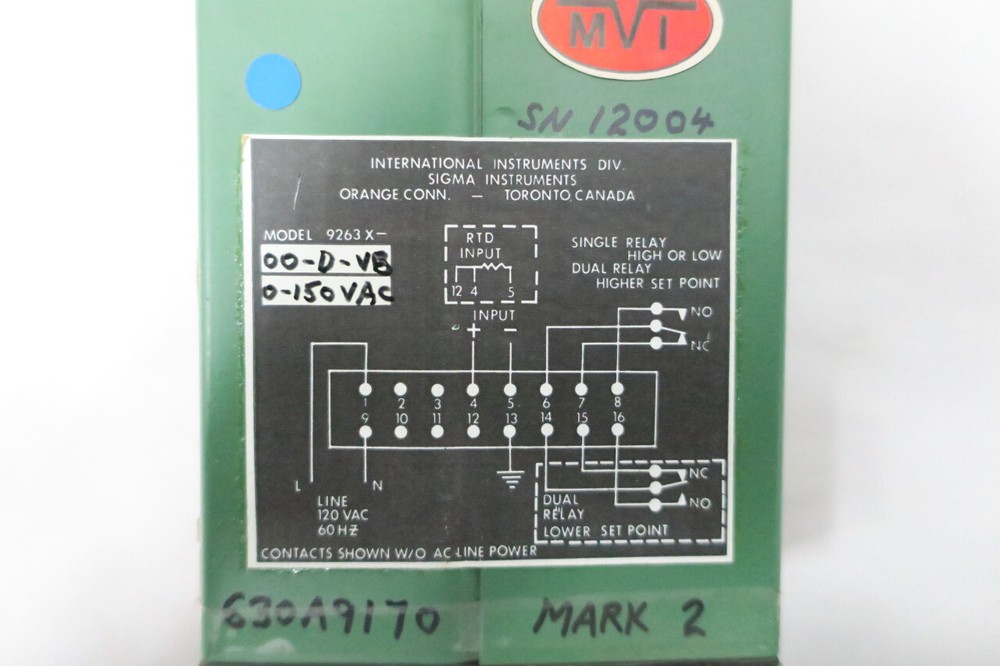 MVI
SN 12004
INTERNATIONAL INSTRUMENTS DIV.
SIGMA INSTRUMENTS
ORANGE CONN. — TORONTO, CANADA
MODEL 9263 X-
00-D-VB
0-150VAC
RTD
INPUT
12 4 5
INPUT
+ −
SINGLE RELAY
HIGH OR LOW
DUAL RELAY
HIGHER SET POINT
NO
NC
1 2 3 4 5 6 7 8
9 10 11 12 13 14 15 16
L N
LINE
120 VAC
60 HZ
NC
NO
DUAL
RELAY
LOWER SET POINT
CONTACTS SHOWN W/O AC LINE POWER
630A9170 MARK 2